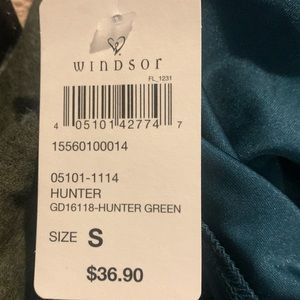 WINDSOR
FL_1231
4 05101 42774 7
15560100014
05101-1114
HUNTER
GD16118-HUNTER GREEN
SIZE S
$36.90